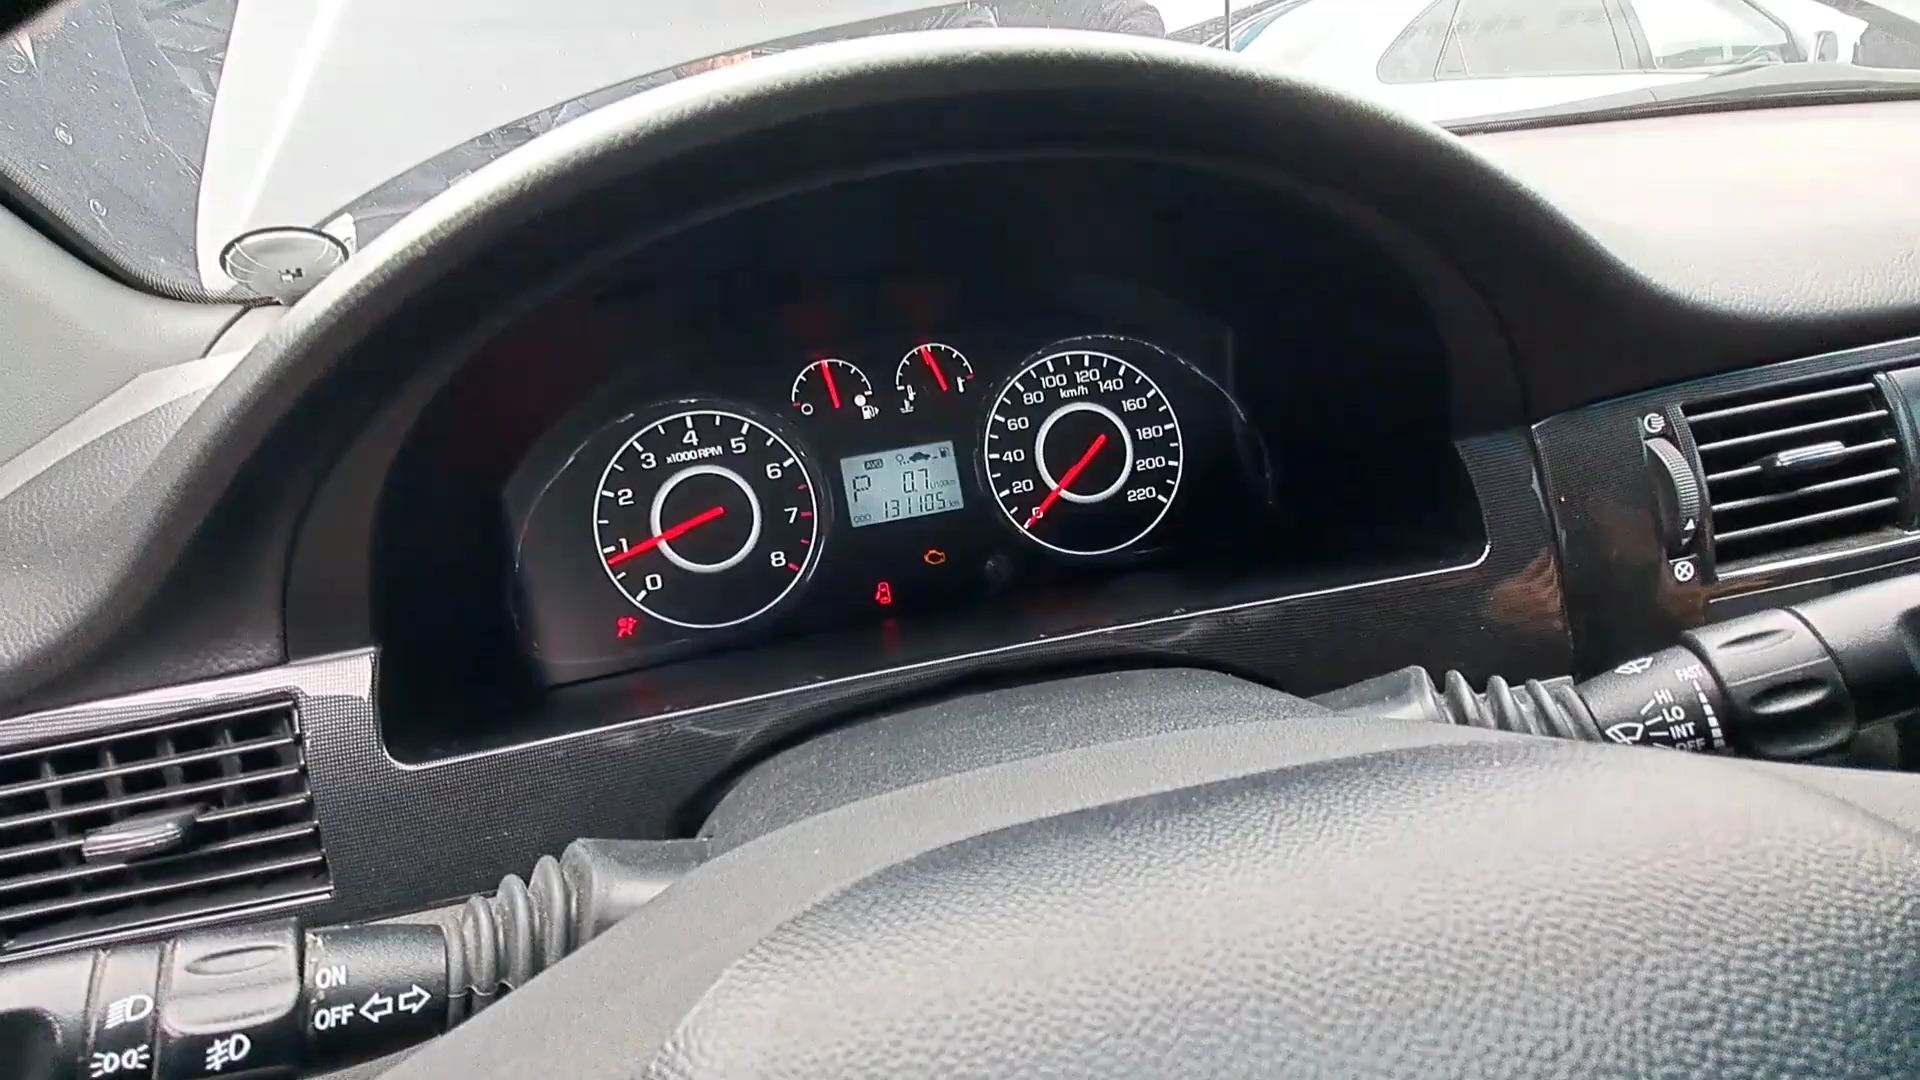 0 1 2 3 4 5 6 7 8
x1000 RPM
AVG
P 0.7 L/100km
131105 km
0 20 40 60 80 100 120 140 160 180 200 220
km/h
FAST
HI
LO
INT
OFF
ON
OFF